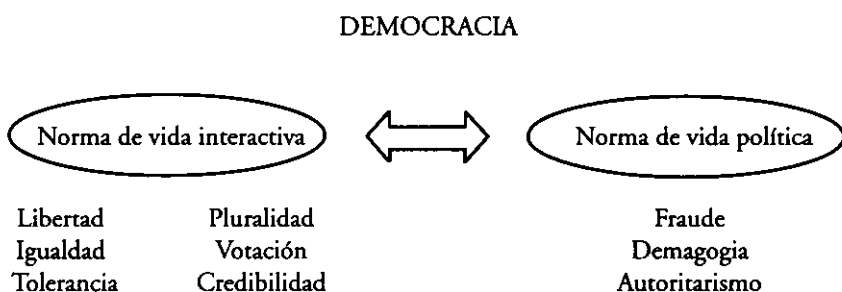 DEMOCRACIA
Norma de vida interactiva
Norma de vida política
Libertad Pluralidad Fraude
Igualdad Votación Demagogia
Tolerancia Credibilidad Autoritarismo